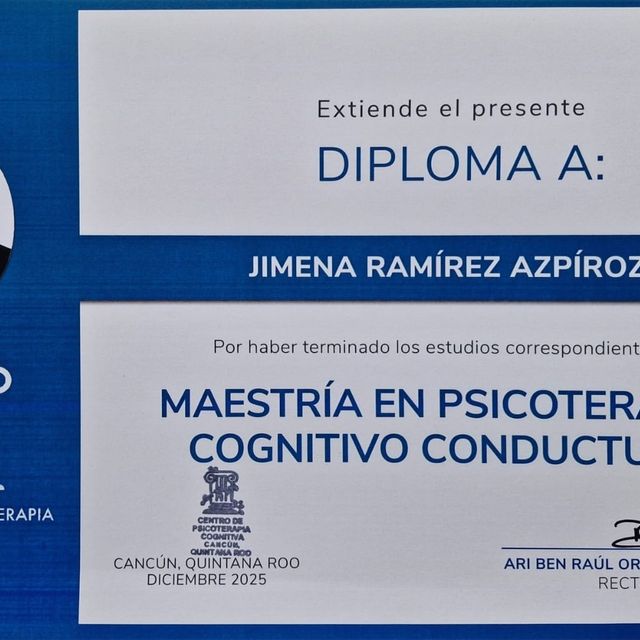 Extiende el presente
DIPLOMA A:
JIMENA RAMÍREZ AZPÍROZ
Por haber terminado los estudios correspondient
MAESTRÍA EN PSICOTERA
COGNITIVO CONDUCTU
O
ERAPIA
CENTRO DE
PSICOTERAPIA
COGNITIVA
CANCÚN,
QUINTANA ROO
CANCÚN, QUINTANA ROO
DICIEMBRE 2025
ARI BEN RAÚL OR
RECT